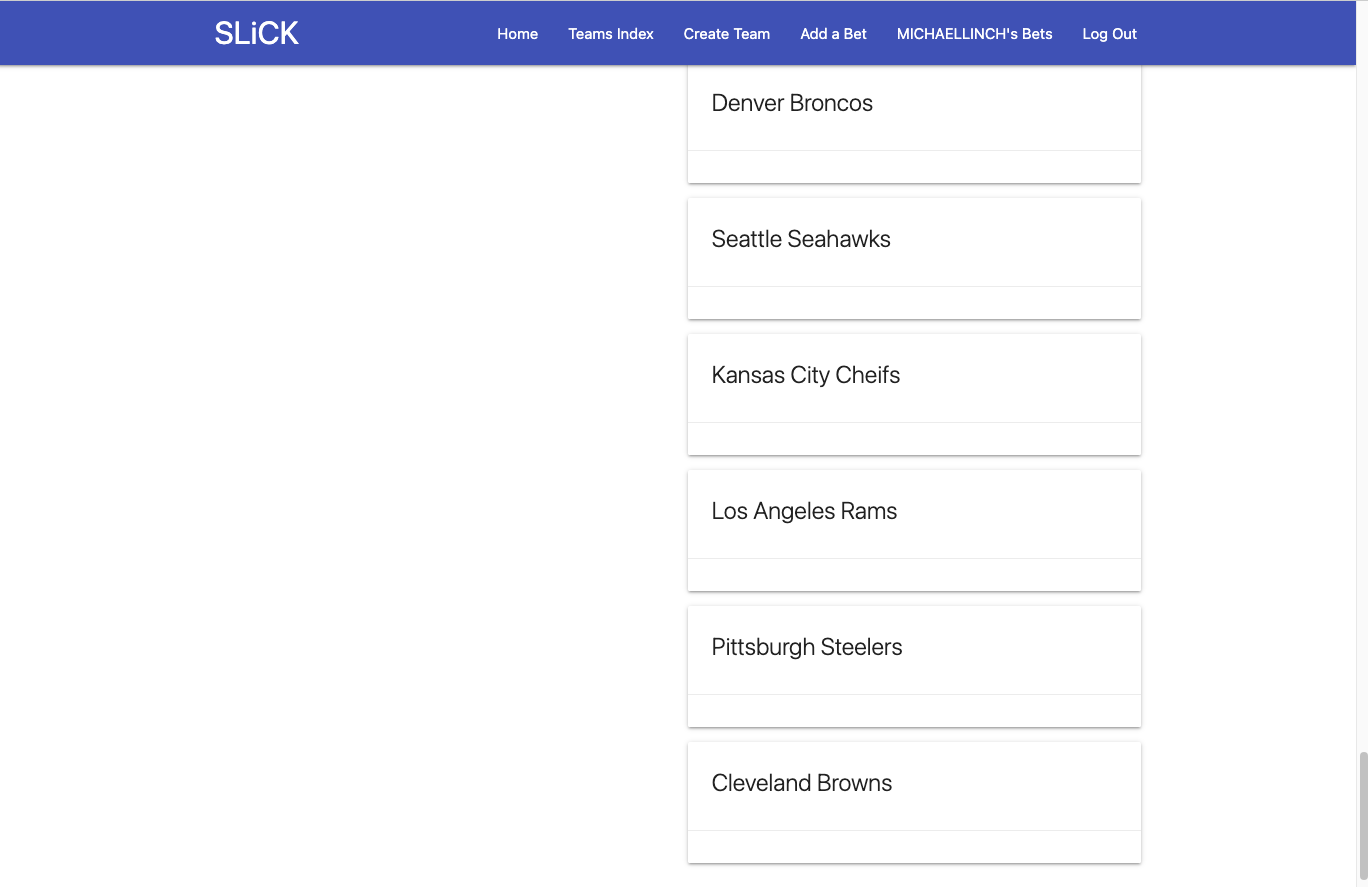 SLiCK Home Teams Index Create Team Add a Bet MICHAELLINCH's Bets Log Out
Denver Broncos
Seattle Seahawks
Kansas City Cheifs
Los Angeles Rams
Pittsburgh Steelers
Cleveland Browns